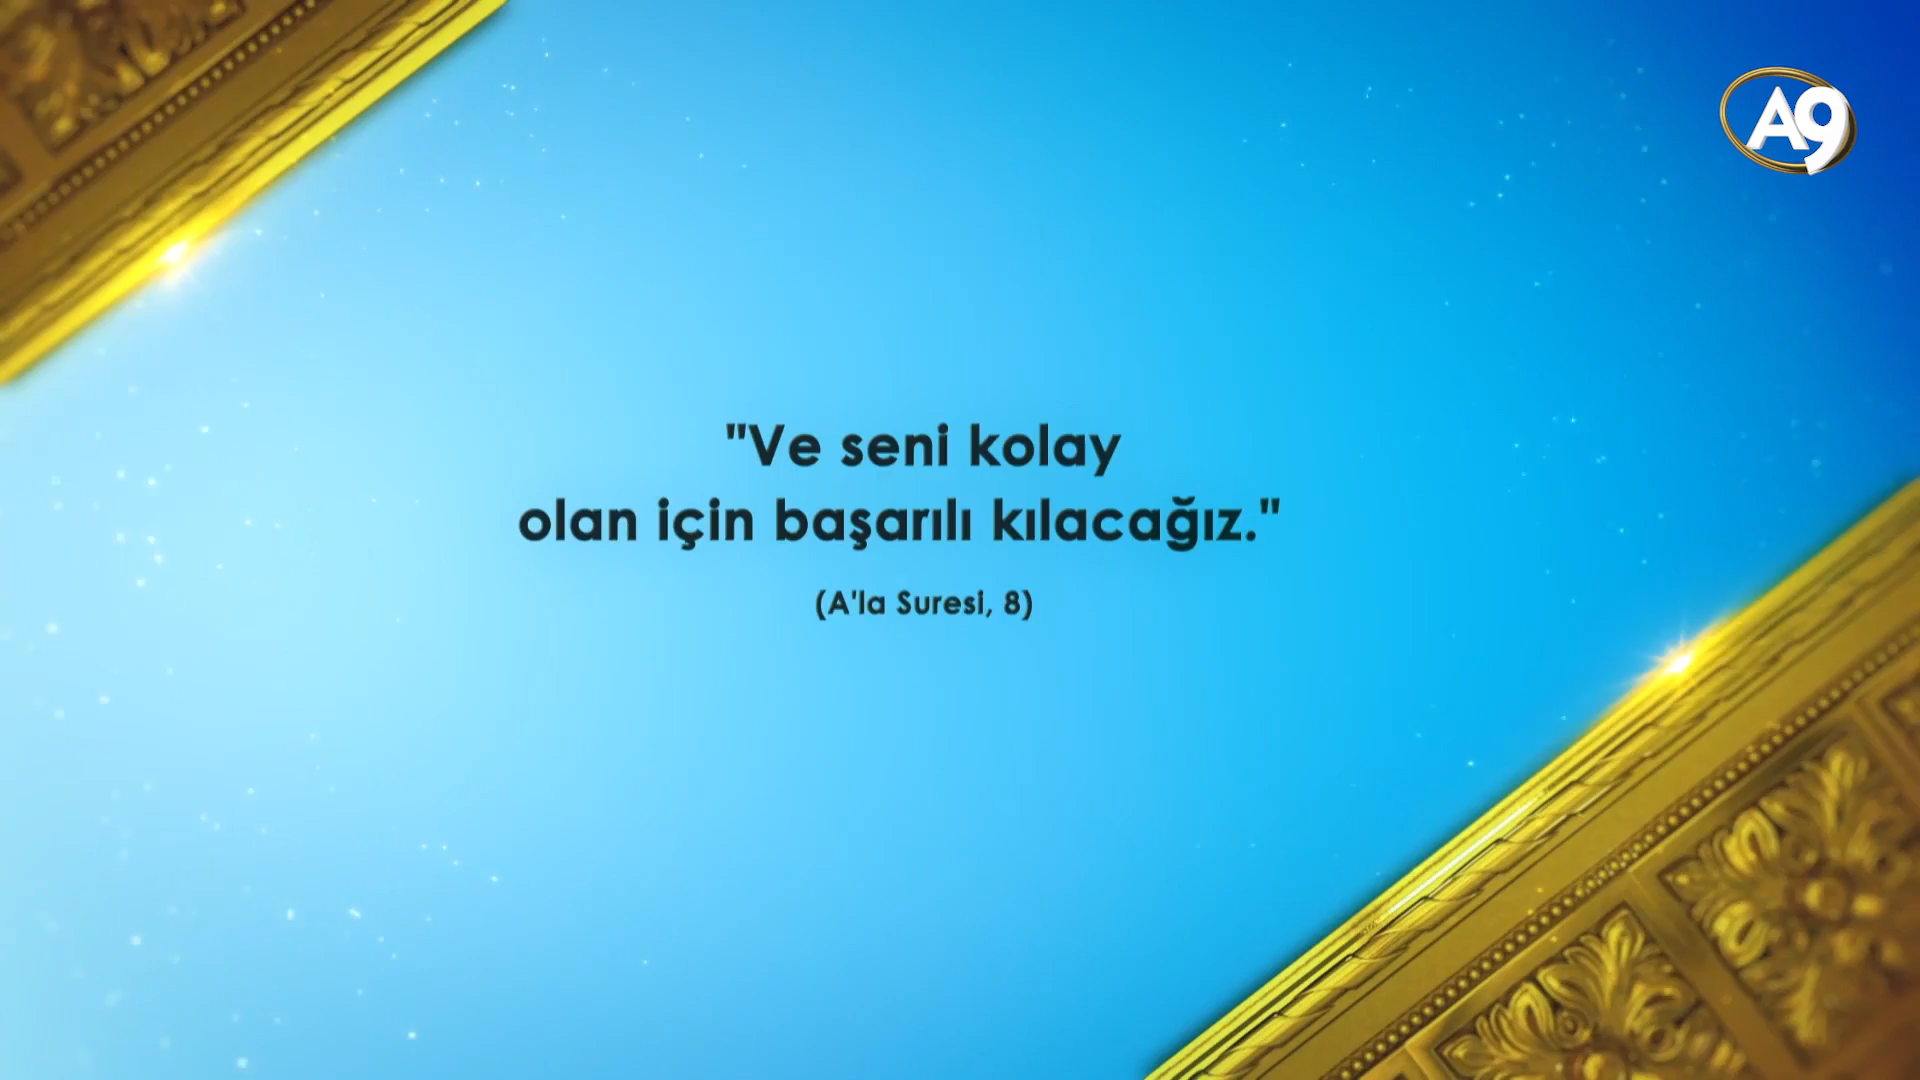 A9
"Ve seni kolay
olan için başarılı kılacağız."
(A'la Suresi, 8)